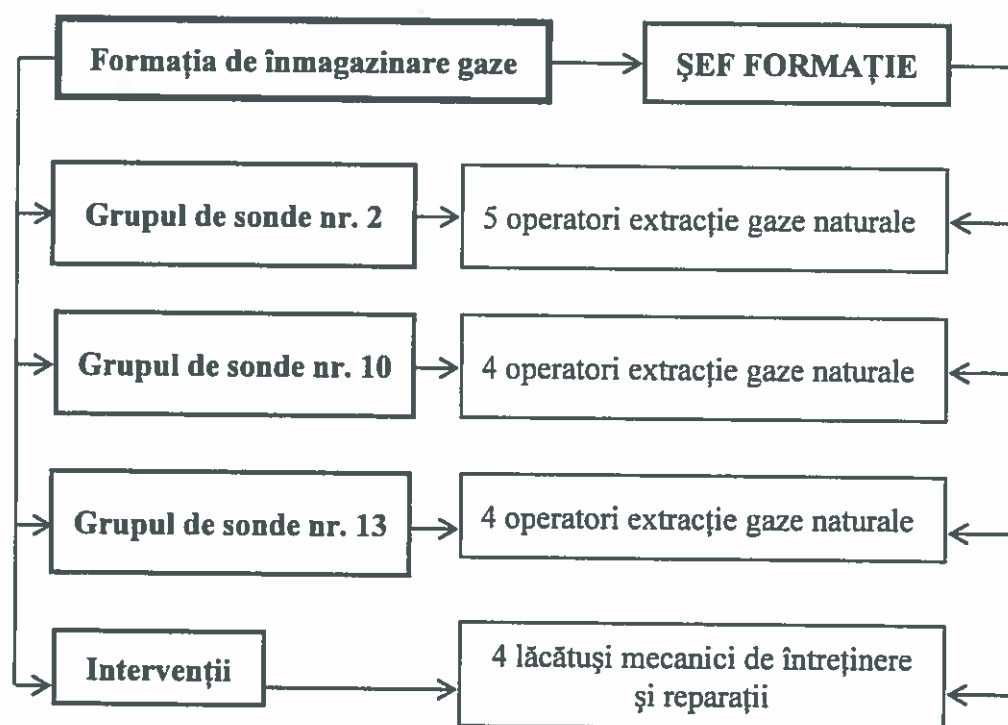 Formația de înmagazinare gaze
ŞEF FORMAȚIE
Grupul de sonde nr. 2
5 operatori extracție gaze naturale
Grupul de sonde nr. 10
4 operatori extracție gaze naturale
Grupul de sonde nr. 13
4 operatori extracție gaze naturale
Intervenții
4 lăcătuși mecanici de întreținere
și reparații